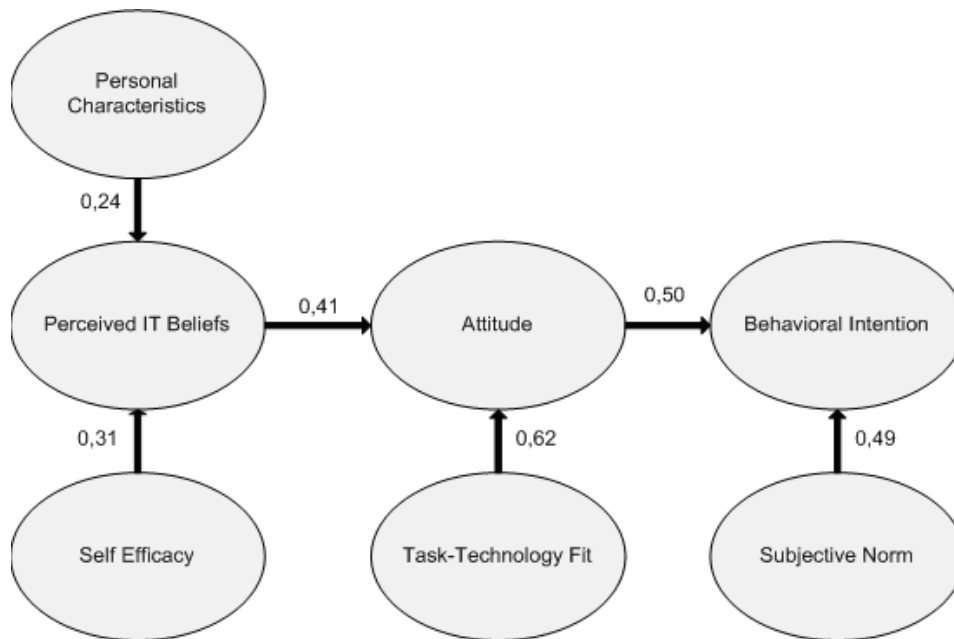 Personal
Characteristics
0,24
Perceived IT Beliefs
0,41
Attitude
0,50
Behavioral Intention
0,31
0,62
0,49
Self Efficacy
Task-Technology Fit
Subjective Norm